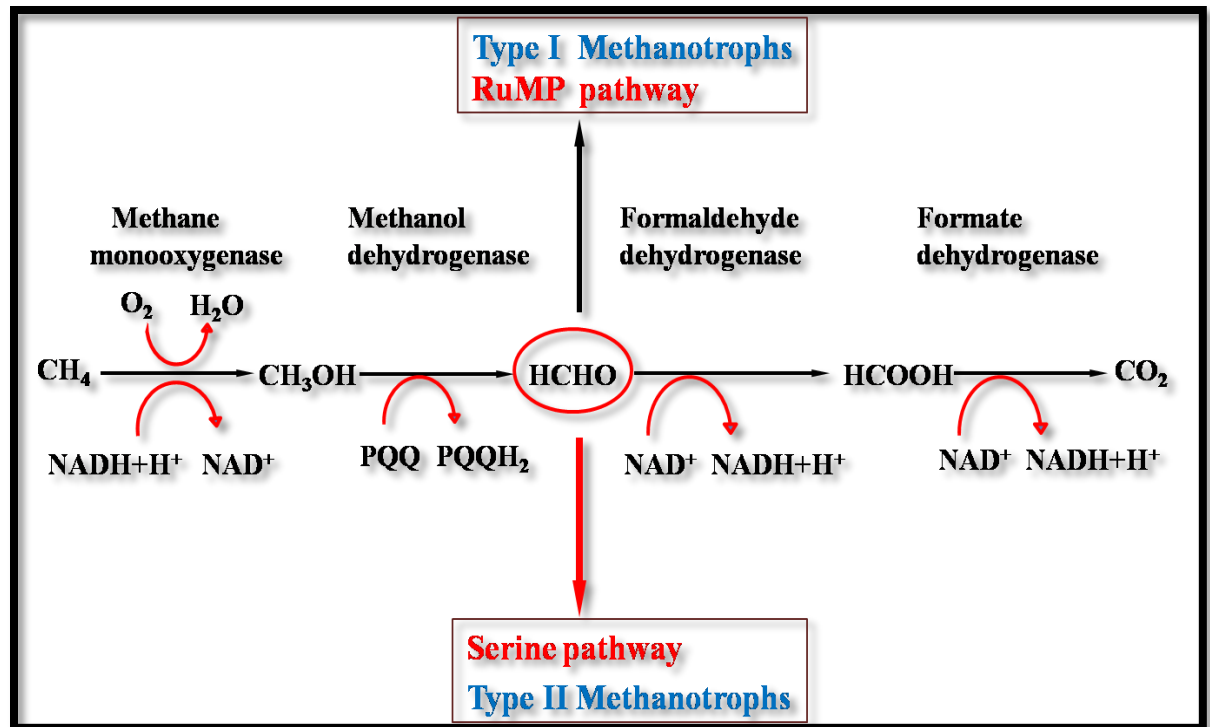 Type I Methanotrophs
RuMP pathway
Methane
monooxygenase
Methanol
dehydrogenase
Formaldehyde
dehydrogenase
Formate
dehydrogenase
O₂ H₂O
CH₄ CH₃OH HCHO HCOOH CO₂
NADH+H⁺ NAD⁺ PQQ PQQH₂ NAD⁺ NADH+H⁺ NAD⁺ NADH+H⁺
Serine pathway
Type II Methanotrophs